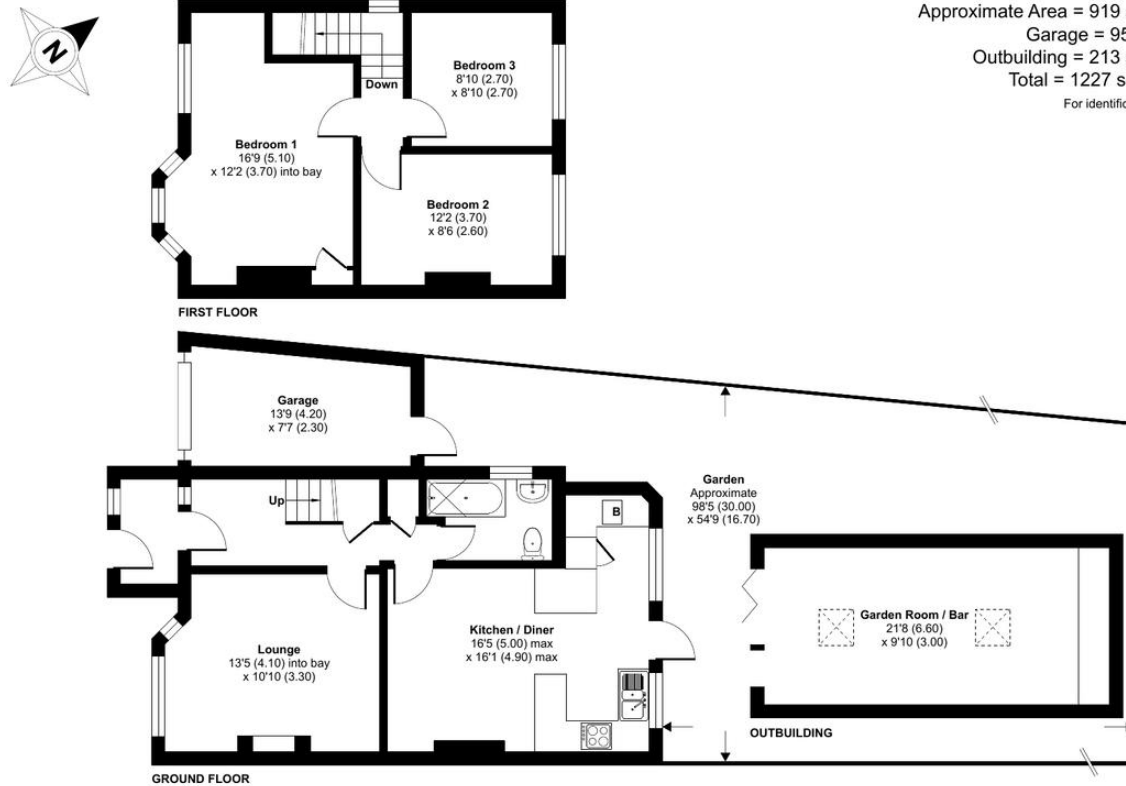 N
Approximate Area = 919
Garage = 95
Outbuilding = 213
Total = 1227 s
For identific
Bedroom 3
8'10 (2.70)
x 8'10 (2.70)
Down
Bedroom 1
16'9 (5.10)
x 12'2 (3.70) into bay
Bedroom 2
12'2 (3.70)
x 8'6 (2.60)
FIRST FLOOR
Garage
13'9 (4.20)
x 7'7 (2.30)
Up
B
Garden
Approximate
98'5 (30.00)
x 54'9 (16.70)
Lounge
13'5 (4.10) into bay
x 10'10 (3.30)
Kitchen / Diner
16'5 (5.00) max
x 16'1 (4.90) max
Garden Room / Bar
21'8 (6.60)
x 9'10 (3.00)
OUTBUILDING
GROUND FLOOR